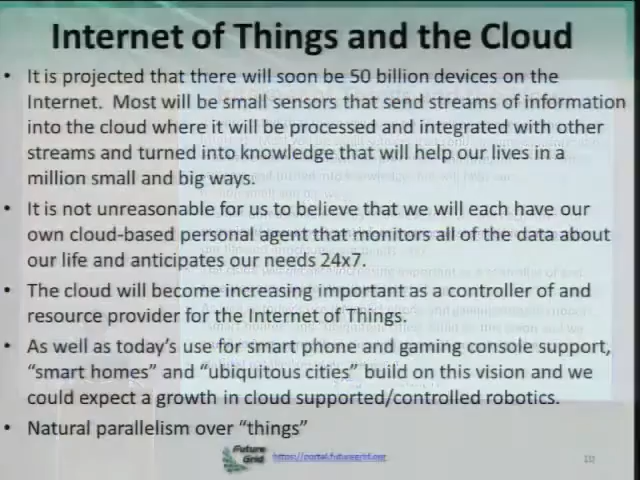 Internet of Things and the Cloud
• It is projected that there will soon be 50 billion devices on the
Internet. Most will be small sensors that send streams of information
into the cloud where it will be processed and integrated with other
streams and turned into knowledge that will help our lives in a
million small and big ways.
• It is not unreasonable for us to believe that we will each have our
own cloud-based personal agent that monitors all of the data about
our life and anticipates our needs 24x7.
• The cloud will become increasing important as a controller of and
resource provider for the Internet of Things.
• As well as today's use for smart phone and gaming console support,
“smart homes” and “ubiquitous cities” build on this vision and we
could expect a growth in cloud supported/controlled robotics.
• Natural parallelism over “things”
Future
Grid
https://portal.futuregrid.org